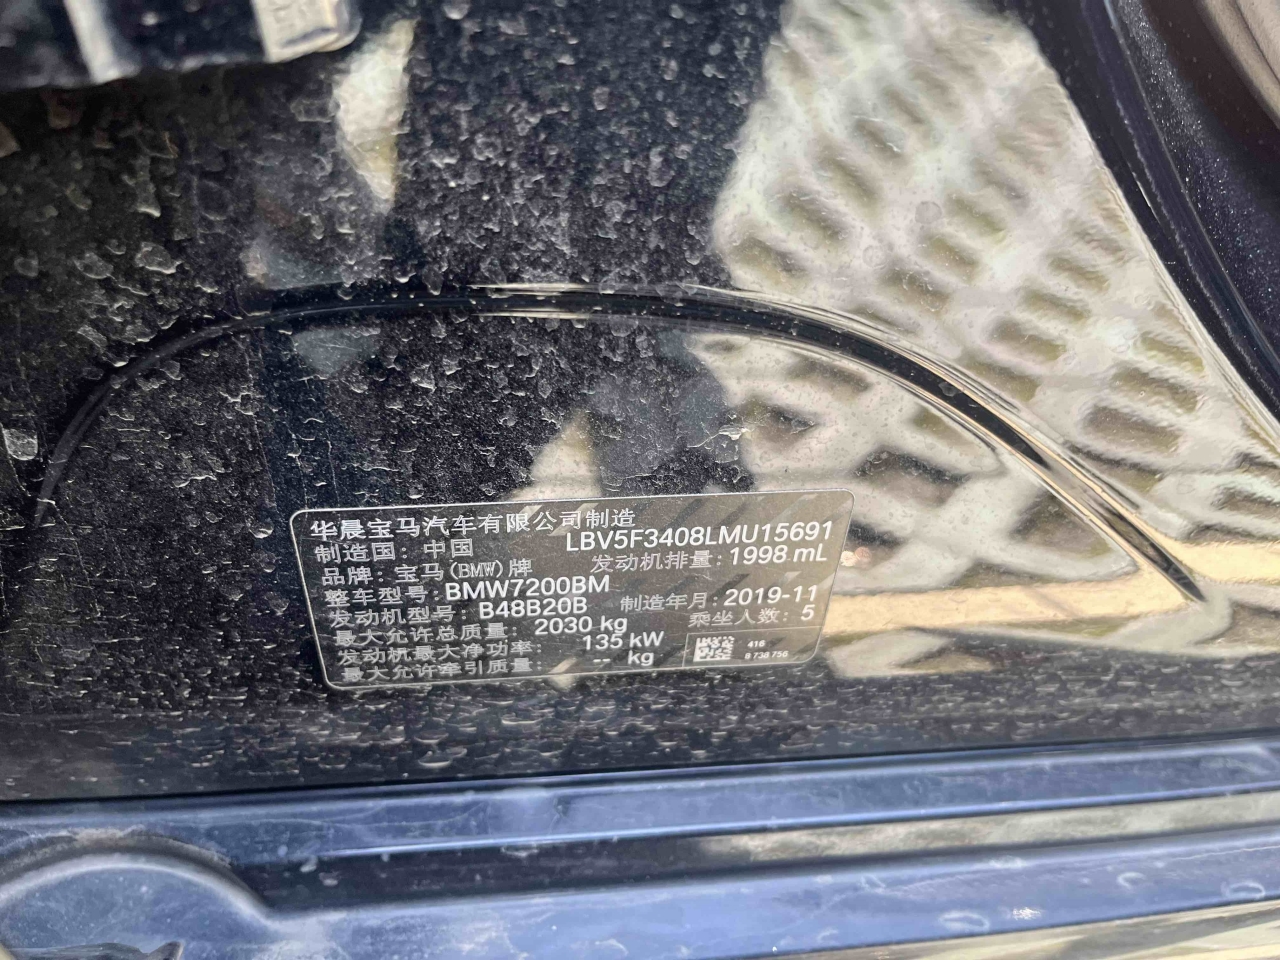 华晨宝马汽车有限公司制造
制造国：中国 LBV5F3408LMU15691
品牌：宝马(BMW)牌 发动机排量：1998 mL
整车型号：BMW7200BM
发动机型号：B48B20B 制造年月：2019-11
最大允许总质量：2030 kg 乘坐人数：5
发动机最大净功率：135 kW
最大允许牵引质量：-- kg
416
8 738 756